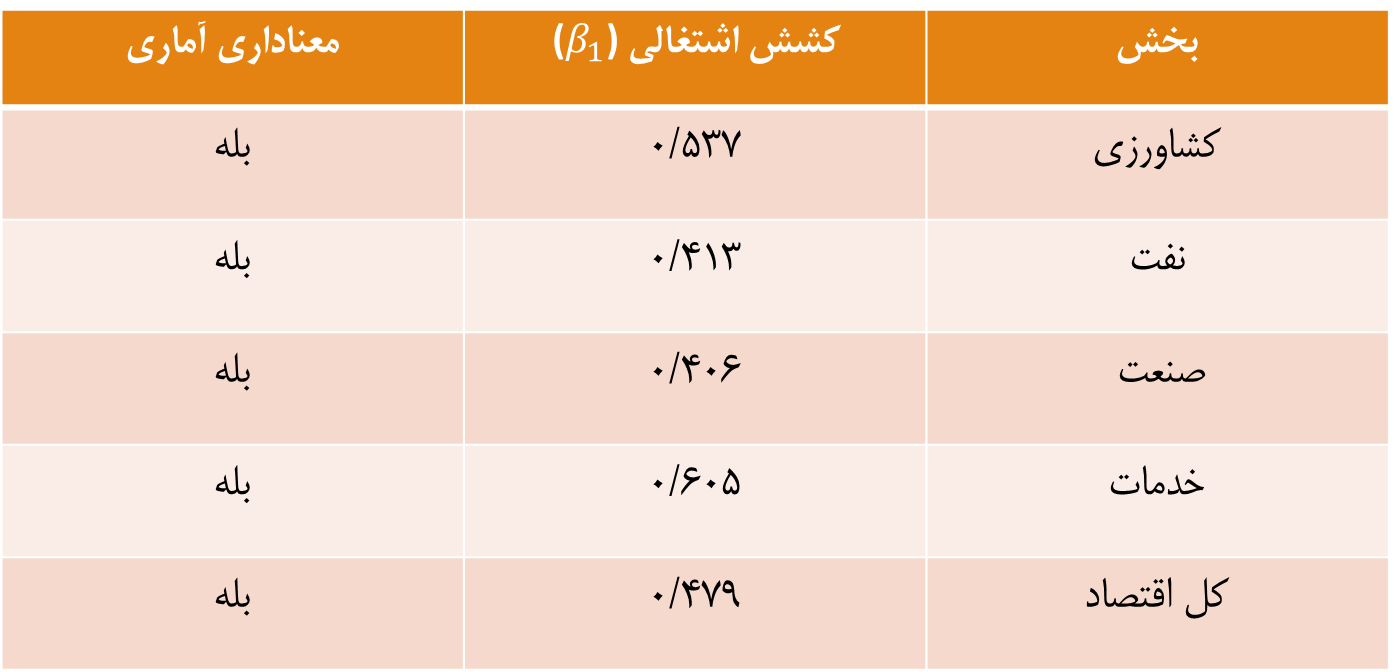 بخش کشش اشتغالی (β₁) معناداری آماری
کشاورزی ۰/۵۳۷ بله
نفت ۰/۴۱۳ بله
صنعت ۰/۴۰۶ بله
خدمات ۰/۶۰۵ بله
کل اقتصاد ۰/۴۷۹ بله